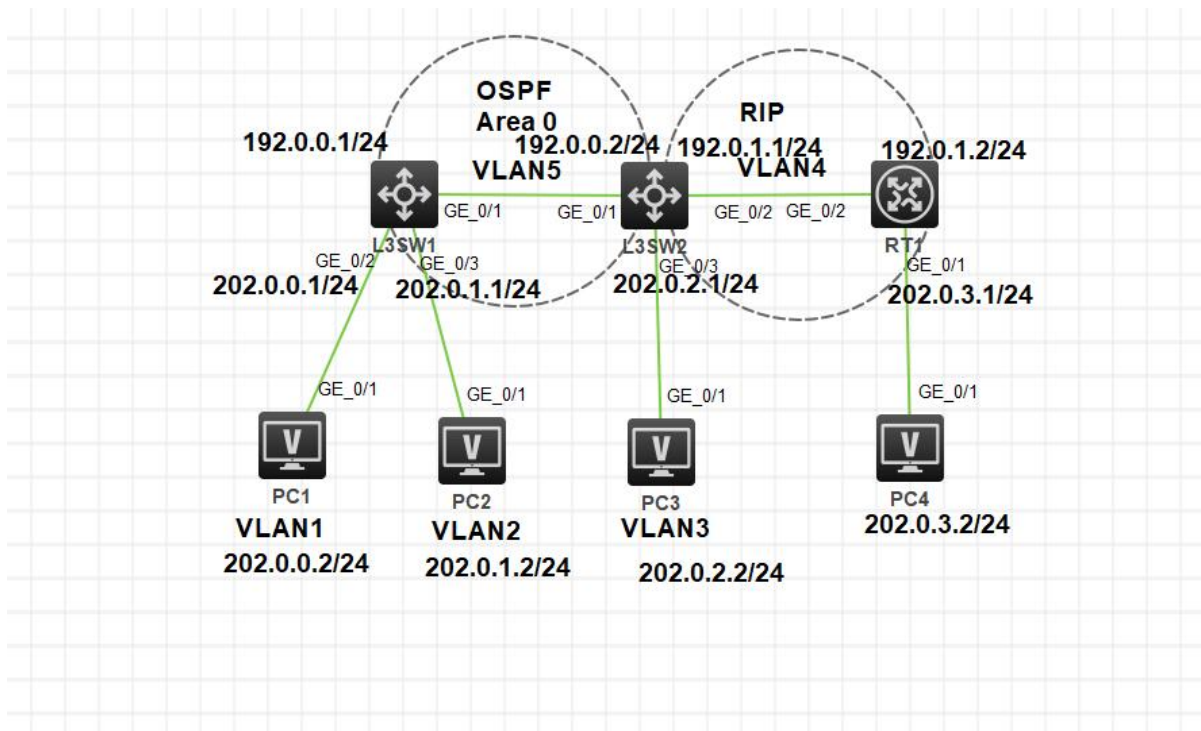 OSPF
Area 0
RIP
192.0.0.1/24
192.0.0.2/24
192.0.1.1/24
192.0.1.2/24
VLAN5
VLAN4
GE_0/1
GE_0/1
GE_0/2
GE_0/2
L3SW1
L3SW2
RT1
GE_0/2
GE_0/3
GE_0/3
GE_0/1
202.0.0.1/24
202.0.1.1/24
202.0.2.1/24
202.0.3.1/24
GE_0/1
GE_0/1
GE_0/1
GE_0/1
V
V
V
V
PC1
PC2
PC3
PC4
VLAN1
VLAN2
VLAN3
202.0.3.2/24
202.0.0.2/24
202.0.1.2/24
202.0.2.2/24